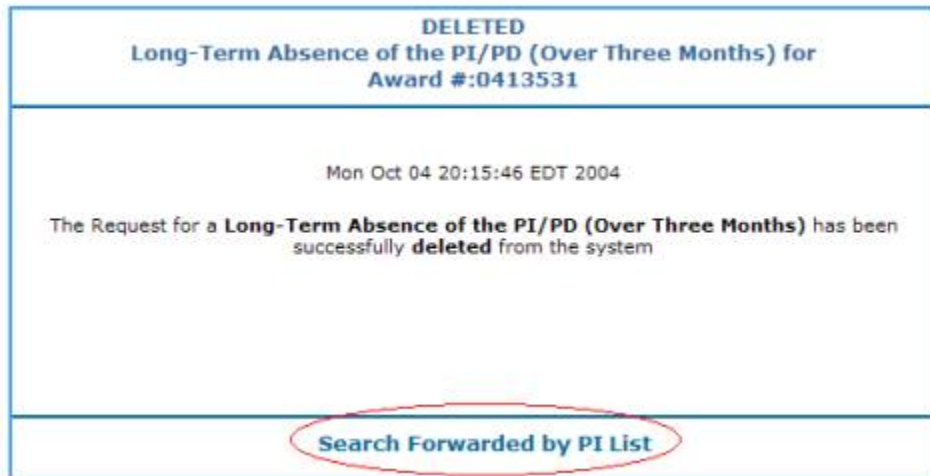 DELETED
Long-Term Absence of the PI/PD (Over Three Months) for
Award #:0413531
Mon Oct 04 20:15:46 EDT 2004
The Request for a Long-Term Absence of the PI/PD (Over Three Months) has been
successfully deleted from the system
Search Forwarded by PI List